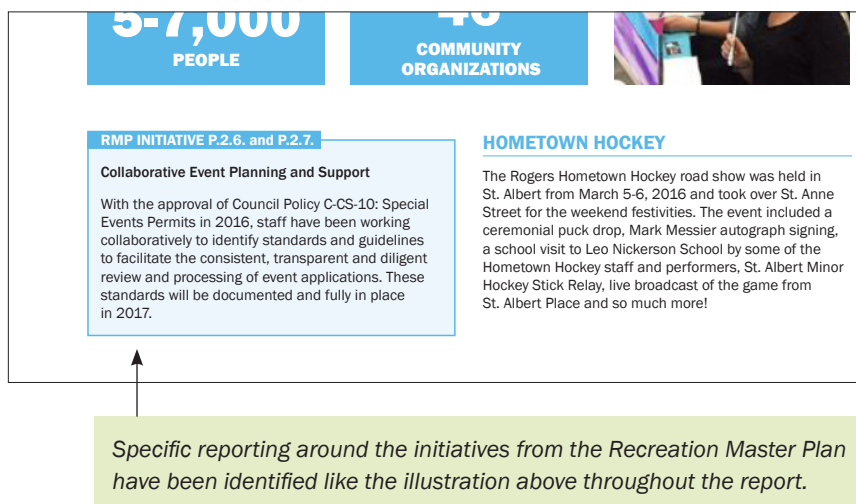 5-7,000
PEOPLE
COMMUNITY
ORGANIZATIONS
RMP INITIATIVE P.2.6. and P.2.7.
Collaborative Event Planning and Support
With the approval of Council Policy C-CS-10: Special
Events Permits in 2016, staff have been working
collaboratively to identify standards and guidelines
to facilitate the consistent, transparent and diligent
review and processing of event applications. These
standards will be documented and fully in place
in 2017.
HOMETOWN HOCKEY
The Rogers Hometown Hockey road show was held in
St. Albert from March 5-6, 2016 and took over St. Anne
Street for the weekend festivities. The event included a
ceremonial puck drop, Mark Messier autograph signing,
a school visit to Leo Nickerson School by some of the
Hometown Hockey staff and performers, St. Albert Minor
Hockey Stick Relay, live broadcast of the game from
St. Albert Place and so much more!
Specific reporting around the initiatives from the Recreation Master Plan
have been identified like the illustration above throughout the report.